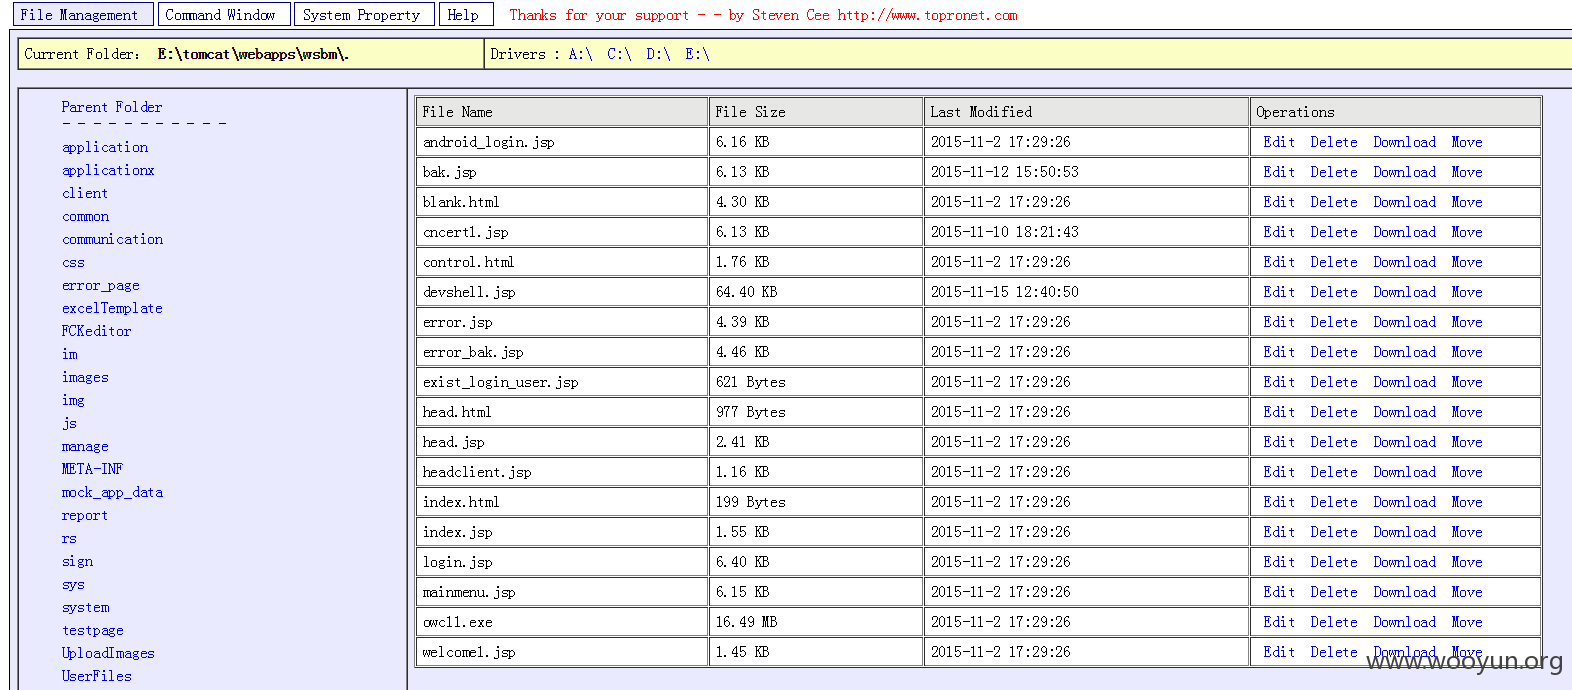 File Management Command Window System Property Help Thanks for your support - - by Steven Cee http://www.topronet.com
Current Folder: E:\tomcat\webapps\wsbm\. Drivers : A:\ C:\ D:\ E:\
Parent Folder
- - - - - - - - - - -
application
applicationx
client
common
communication
css
error_page
excelTemplate
FCKeditor
im
images
img
js
manage
META-INF
mock_app_data
report
rs
sign
sys
system
testpage
UploadImages
UserFiles
File Name File Size Last Modified Operations
android_login.jsp 6.16 KB 2015-11-2 17:29:26 Edit Delete Download Move
bak.jsp 6.13 KB 2015-11-12 15:50:53 Edit Delete Download Move
blank.html 4.30 KB 2015-11-2 17:29:26 Edit Delete Download Move
cncert1.jsp 6.13 KB 2015-11-10 18:21:43 Edit Delete Download Move
control.html 1.76 KB 2015-11-2 17:29:26 Edit Delete Download Move
devshell.jsp 64.40 KB 2015-11-15 12:40:50 Edit Delete Download Move
error.jsp 4.39 KB 2015-11-2 17:29:26 Edit Delete Download Move
error_bak.jsp 4.46 KB 2015-11-2 17:29:26 Edit Delete Download Move
exist_login_user.jsp 621 Bytes 2015-11-2 17:29:26 Edit Delete Download Move
head.html 977 Bytes 2015-11-2 17:29:26 Edit Delete Download Move
head.jsp 2.41 KB 2015-11-2 17:29:26 Edit Delete Download Move
headclient.jsp 1.16 KB 2015-11-2 17:29:26 Edit Delete Download Move
index.html 199 Bytes 2015-11-2 17:29:26 Edit Delete Download Move
index.jsp 1.55 KB 2015-11-2 17:29:26 Edit Delete Download Move
login.jsp 6.40 KB 2015-11-2 17:29:26 Edit Delete Download Move
mainmenu.jsp 6.15 KB 2015-11-2 17:29:26 Edit Delete Download Move
owc11.exe 16.49 MB 2015-11-2 17:29:26 Edit Delete Download Move
welcome1.jsp 1.45 KB 2015-11-2 17:29:26 Edit Delete Download Move
www.wooyun.org